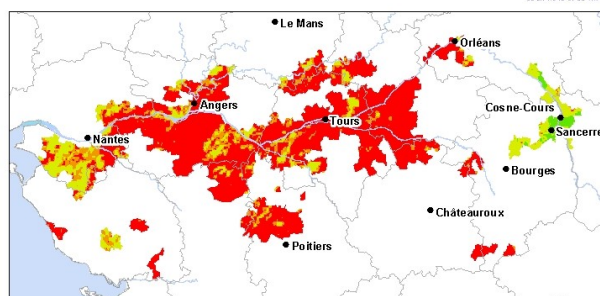 Le Mans
Orléans
Angers
Cosne-Cours
Tours
Sancerre
Nantes
Bourges
Châteauroux
Poitiers